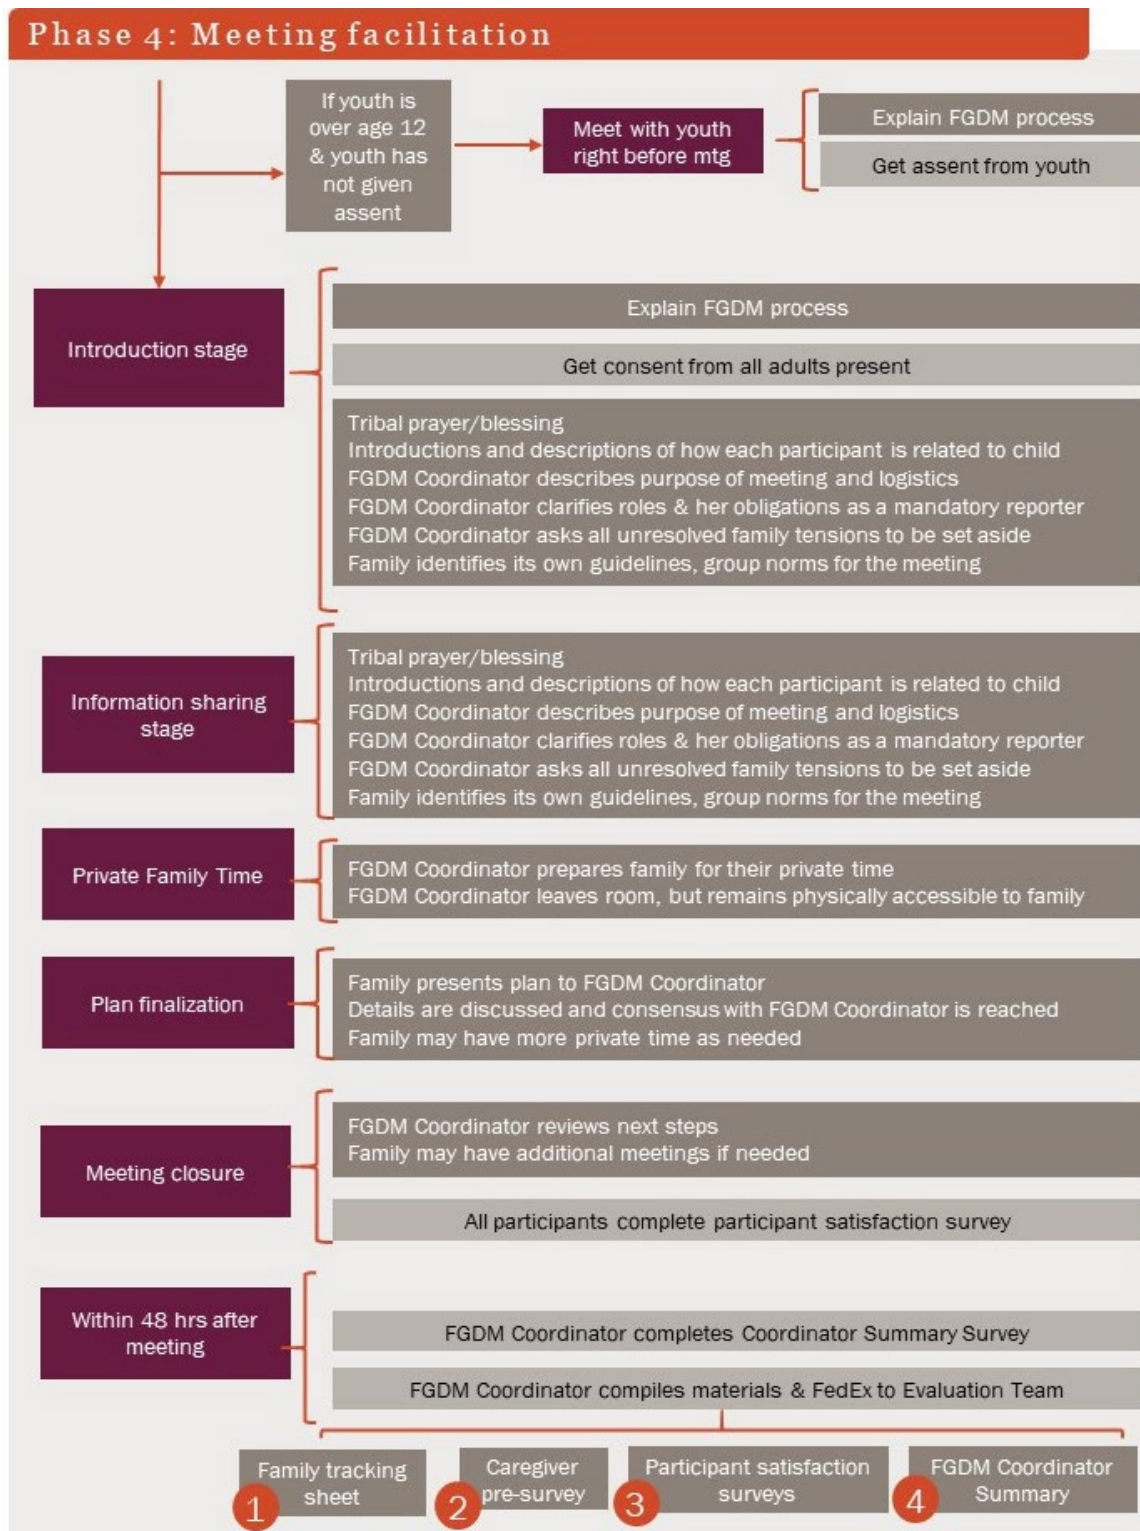 Phase 4: Meeting facilitation
If youth is
over age 12
& youth has
not given
assent
Meet with youth
right before mtg
Explain FGDM process
Get assent from youth
Introduction stage
Explain FGDM process
Get consent from all adults present
Tribal prayer/blessing
Introductions and descriptions of how each participant is related to child
FGDM Coordinator describes purpose of meeting and logistics
FGDM Coordinator clarifies roles & her obligations as a mandatory reporter
FGDM Coordinator asks all unresolved family tensions to be set aside
Family identifies its own guidelines, group norms for the meeting
Information sharing
stage
Tribal prayer/blessing
Introductions and descriptions of how each participant is related to child
FGDM Coordinator describes purpose of meeting and logistics
FGDM Coordinator clarifies roles & her obligations as a mandatory reporter
FGDM Coordinator asks all unresolved family tensions to be set aside
Family identifies its own guidelines, group norms for the meeting
Private Family Time
FGDM Coordinator prepares family for their private time
FGDM Coordinator leaves room, but remains physically accessible to family
Plan finalization
Family presents plan to FGDM Coordinator
Details are discussed and consensus with FGDM Coordinator is reached
Family may have more private time as needed
Meeting closure
FGDM Coordinator reviews next steps
Family may have additional meetings if needed
All participants complete participant satisfaction survey
Within 48 hrs after
meeting
FGDM Coordinator completes Coordinator Summary Survey
FGDM Coordinator compiles materials & FedEx to Evaluation Team
1
Family tracking
sheet
2
Caregiver
pre-survey
3
Participant satisfaction
surveys
4
FGDM Coordinator
Summary